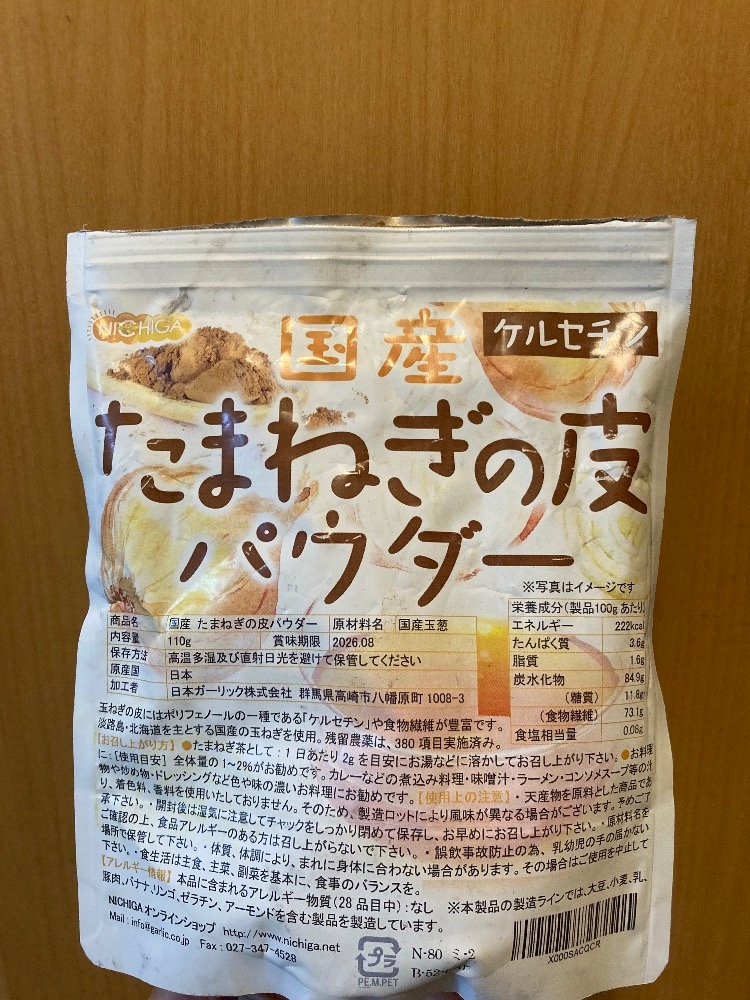 NICHIGA
国産
ケルセチン
たまねぎの皮
パウダー
※写真はイメージです
商品名 国産 たまねぎの皮パウダー 原材料名 国産玉葱
内容量 110g 賞味期限 2026.08
保存方法 高温多湿及び直射日光を避けて保管してください
原産国 日本
加工者 日本ガーリック株式会社 群馬県高崎市八幡原町 1008-3
栄養成分(製品100gあたり)
エネルギー 222kcal
たんぱく質 3.6g
脂質 1.6g
炭水化物 84.9g
(糖質) 11.8g
(食物繊維) 73.1g
食塩相当量 0.08g
玉ねぎの皮にはポリフェノールの一種である「ケルセチン」や食物繊維が豊富です。
淡路島・北海道を主とする国産の玉ねぎを使用。残留農薬は、380項目実施済み。
【お召し上がり方】●たまねぎ茶として:1日あたり2gを目安にお湯などに溶かしてお召し上がり下さい。●お料理
に:[使用目安] 全体量の1~2%がお勧めです。カレーなどの煮込み料理・味噌汁・ラーメン・コンソメスープ等の汁
物や炒め物・ドレッシングなど色や味の濃いお料理にお勧めです。【使用上の注意】・天産物を原料とした商品であ
り、着色料、香料を使用いたしておりません。そのため、製造ロットにより風味が異なる場合がございます。予めご了
承下さい。・開封後は湿気に注意してチャックをしっかり閉めて保存し、お早めにお召し上がり下さい。・原材料名を
ご確認の上、食品アレルギーのある方は召し上がらないで下さい。・誤飲事故防止の為、乳幼児の手の届かない
場所で保管して下さい。・体質、体調により、まれに身体に合わない場合があります。その場合はご使用を中止して
下さい。・食生活は主食、主菜、副菜を基本に、食事のバランスを。
【アレルギー情報】本品に含まれるアレルギー物質(28品目中):なし ※本製品の製造ラインでは、大豆、小麦、乳、
豚肉、バナナ、リンゴ、ゼラチン、アーモンドを含む製品を製造しています。
NICHIGA オンラインショップ http://www.nichiga.net
Mail:info@garlic.co.jp Fax:027-347-4528
プラ
PE.M.PET
N-80 ミ-2
X000SACQCR